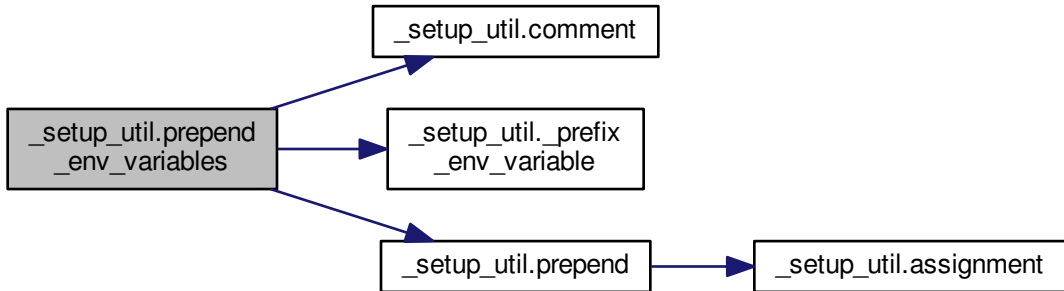 _setup_util.comment
_setup_util.prepend
_env_variables
_setup_util._prefix
_env_variable
_setup_util.prepend
_setup_util.assignment